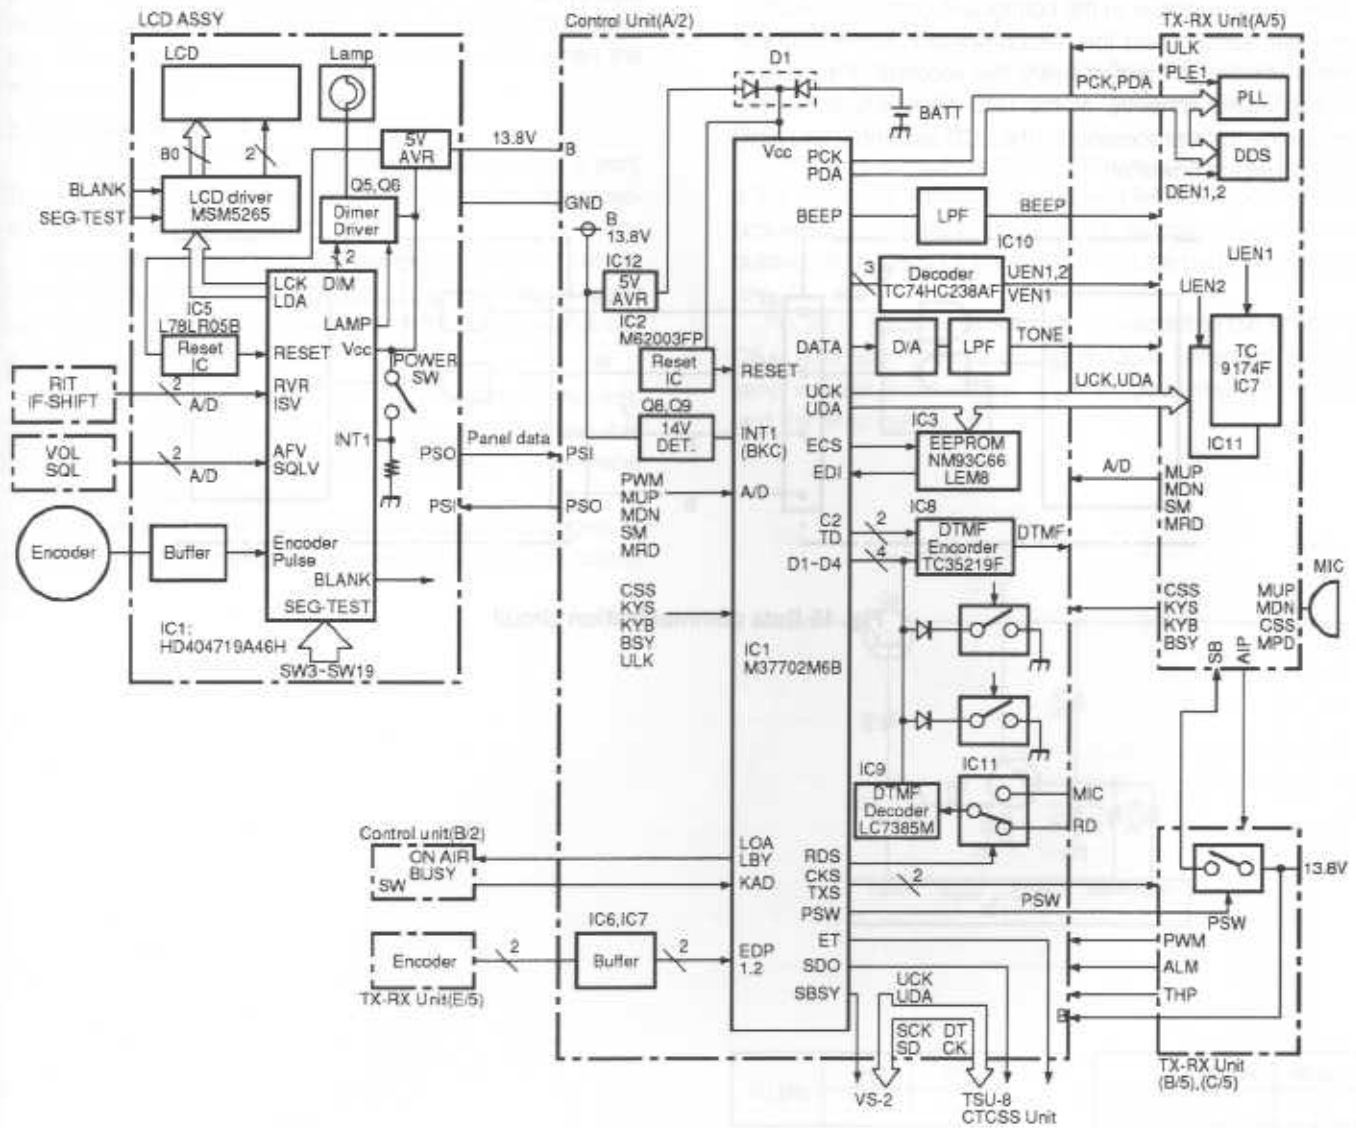 LCD ASSY
LCD
Lamp
80
2
5V
AVR
BLANK
SEG-TEST
LCD driver
MSM5265
Q5,Q6
Dimer
Driver
2
LCK
LDA
DIM
LAMP
Vcc
IC5
L78LR05B
Reset
IC
RESET
POWER
SW
RIT
IF-SHIFT
2
A/D
RVR
ISV
INT1
VOL
SQL
2
A/D
AFV
SQLV
PSO
Panel data
PSI
Encoder
Buffer
Encoder
Pulse
BLANK
SEG-TEST
IC1:
HD404719A46H
SW3~SW19
Control Unit(A/2)
13.8V
B
GND
B
13.8V
D1
BATT
Vcc
IC12
5V
AVR
IC2
M62003FP
Reset
IC
RESET
Q8,Q9
14V
DET.
INT1
(BKC)
PSI
PSO
PWM
MUP
MDN
SM
MRD
A/D
CSS
KYS
KYB
BSY
ULK
IC1
M37702M6B
PCK
PDA
PCK,PDA
BEEP
LPF
BEEP
IC10
3
Decoder
TC74HC238AF
UEN1,2
VEN1
DATA
D/A
LPF
TONE
UCK
UDA
UCK,UDA
IC3
ECS
EDI
EEPROM
NM93C66
LEM8
A/D
IC8
C2
TD
2
D1~D4
4
DTMF
Encorder
TC35219F
DTMF
IC9
DTMF
Decoder
LC7385M
IC11
MIC
RD
RDS
CKS
TXS
2
PSW
PSW
ET
SDO
SBSY
UCK
UDA
SCK DT
SD CK
VS-2
TSU-8
CTCSS Unit
Control unit(B/2)
ON AIR
BUSY
SW
LOA
LBY
KAD
Encoder
2
IC6,IC7
Buffer
2
EDP
1.2
TX-RX Unit(E/5)
TX-RX Unit(A/5)
ULK
PLE1
PLL
DDS
DEN1,2
UEN1
UEN2
TC
9174F
IC7
IC11
MUP
MDN
SM
MRD
MIC
CSS
KYS
KYB
BSY
MUP
MDN
CSS
MPD
SB
AIP
13.8V
PSW
PWM
ALM
THP
B
TX-RX Unit
(B/5),(C/5)